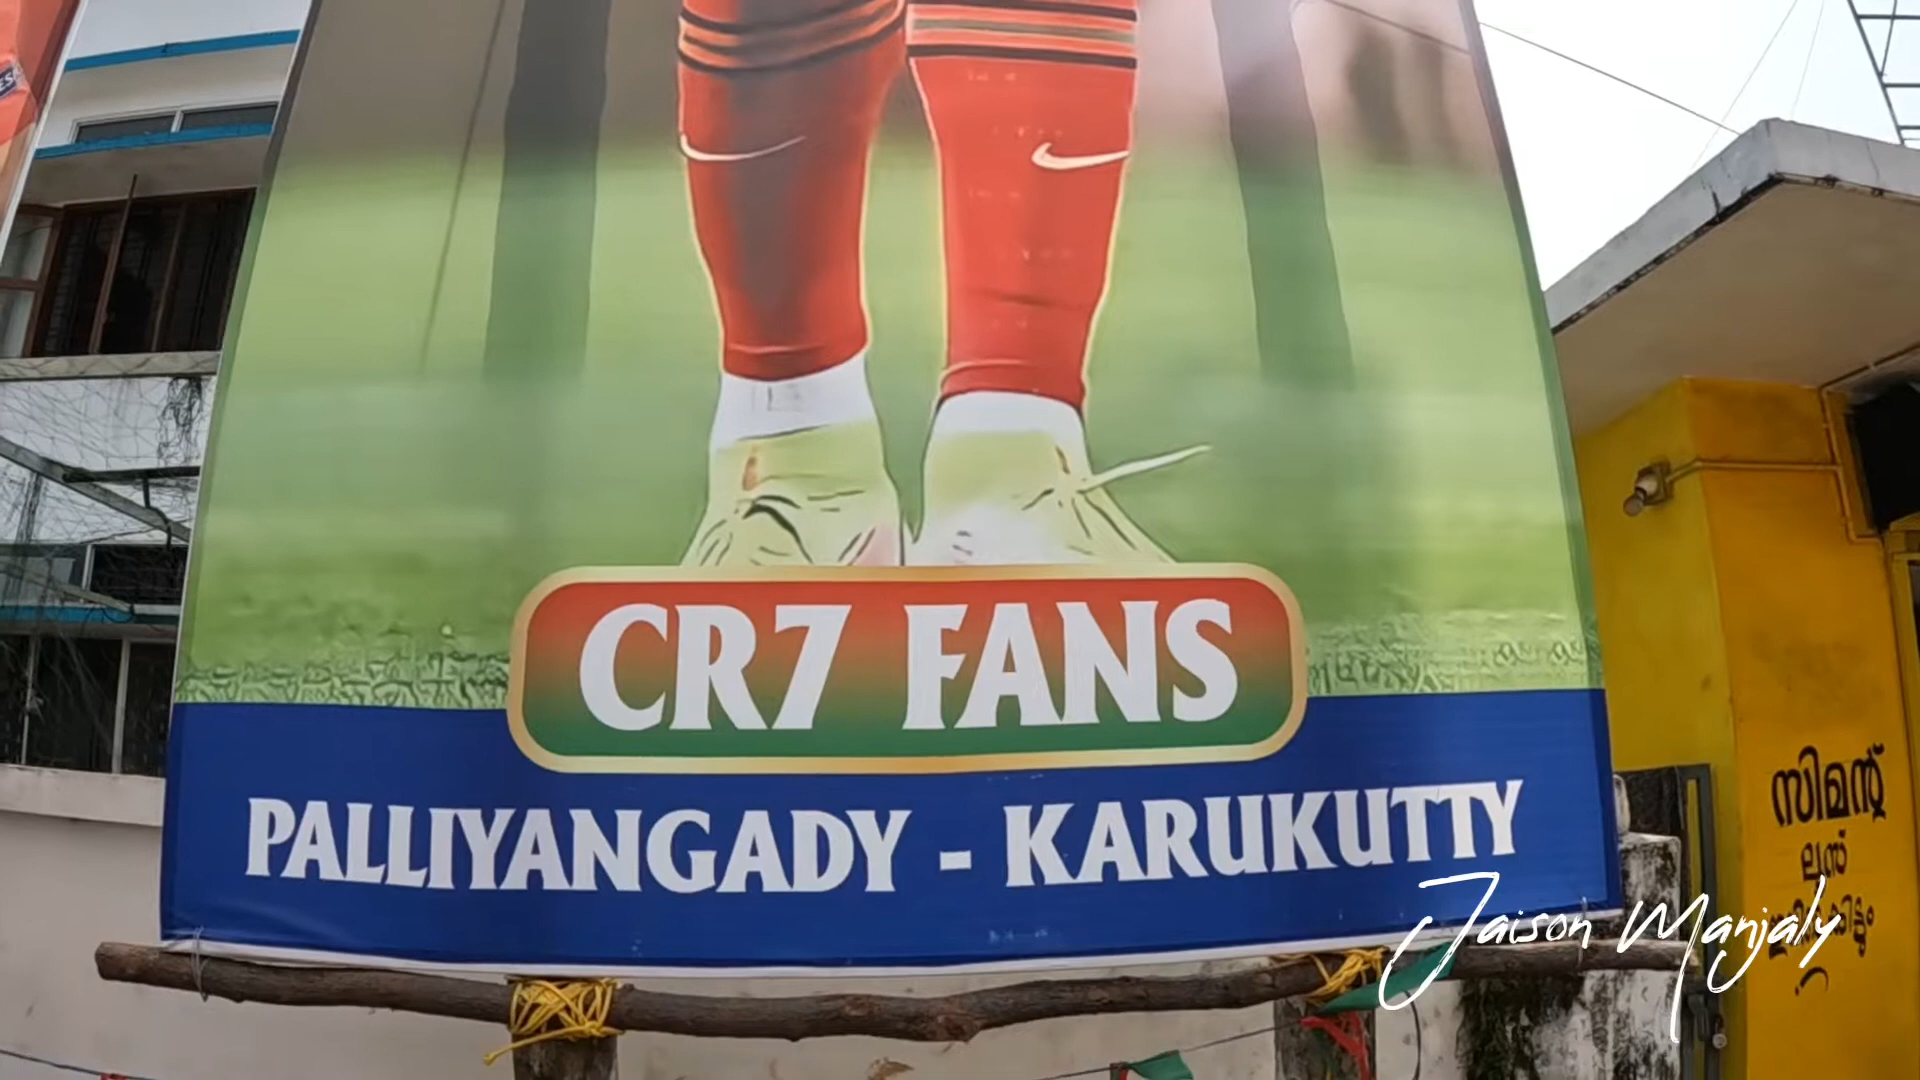 CR7 FANS
PALLIYANGADY - KARUKUTTY
സിമന്റ്
Jaison Manjaly